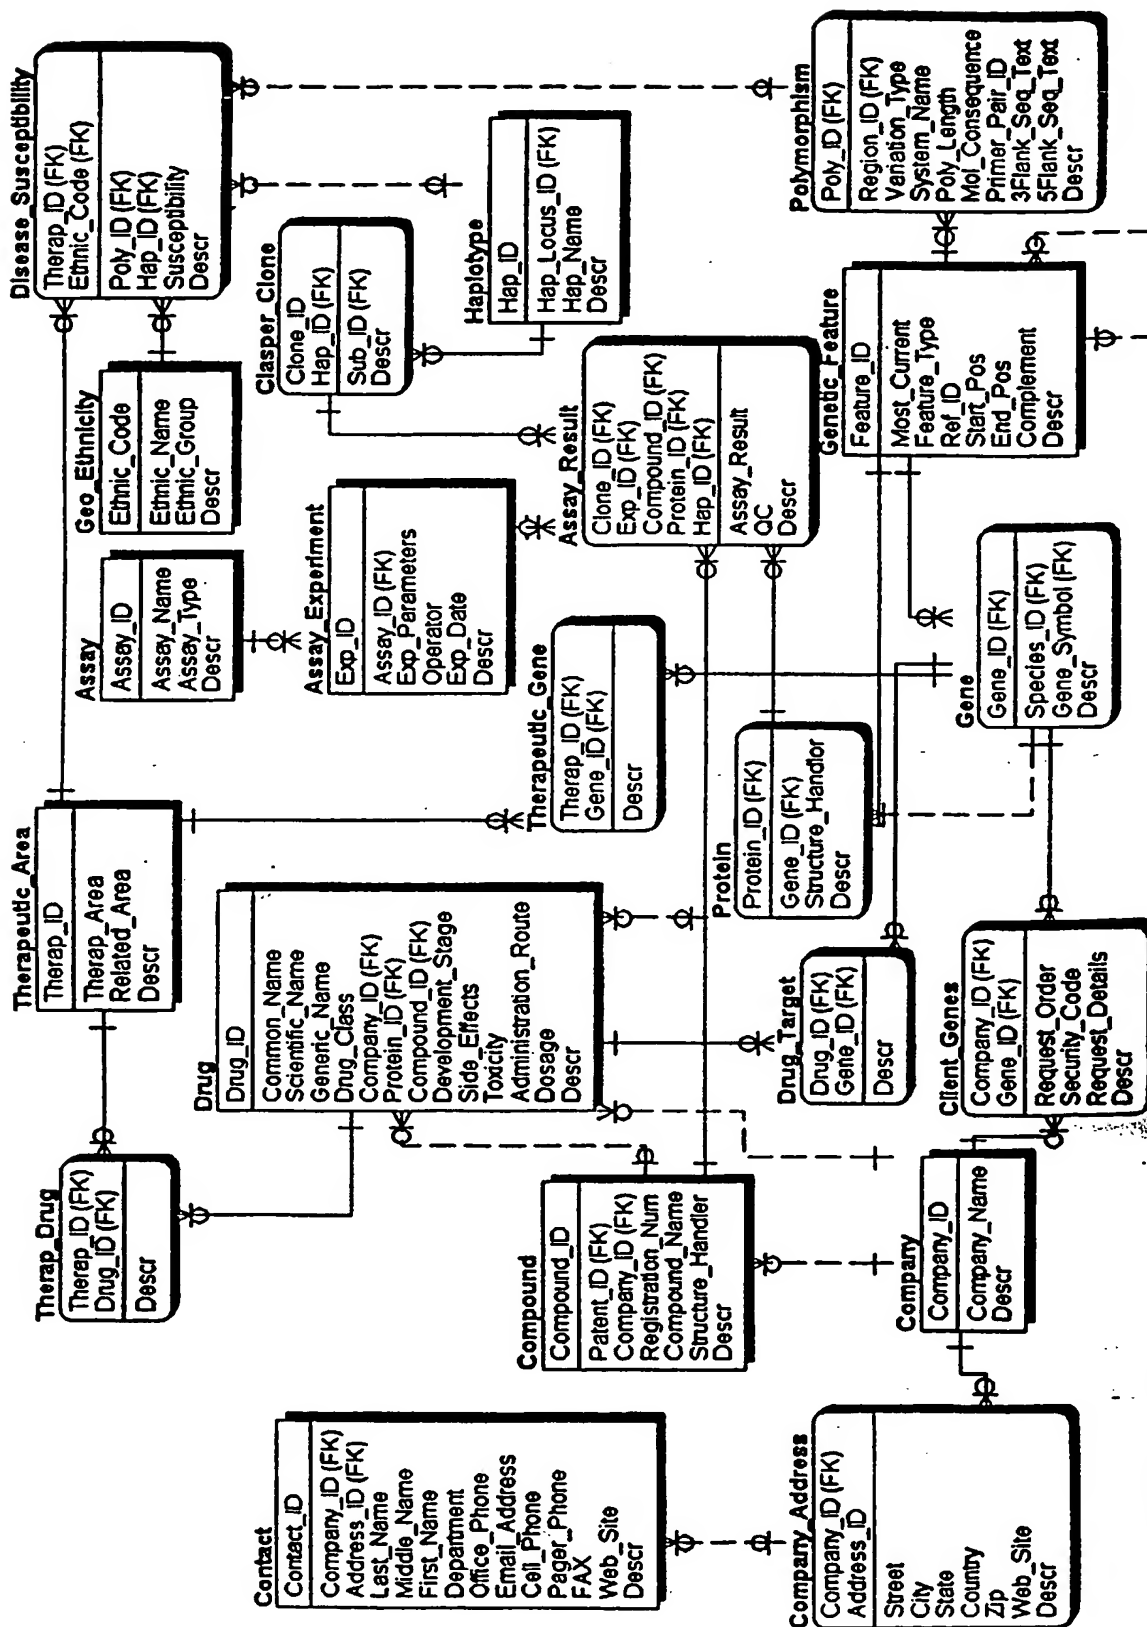 Contact
Contact_ID
Company_ID (FK)
Address_ID (FK)
Last_Name
Middle_Name
First_Name
Department
Office_Phone
Email_Address
Cell_Phone
Pager_Phone
FAX
Web_Site
Descr
Company_Address
Company_ID (FK)
Address_ID
Street
City
State
Country
Zip
Web_Site
Descr
Therap_Drug
Therap_ID (FK)
Drug_ID (FK)
Descr
Compound
Compound_ID
Patent_ID (FK)
Company_ID (FK)
Registration_Num
Compound_Name
Structure_Handler
Descr
Company
Company_ID
Company_Name
Descr
Therapeutic_Area
Therap_ID
Therap_Area
Related_Area
Descr
Drug
Drug_ID
Common_Name
Scientific_Name
Generic_Name
Drug_Class
Company_ID (FK)
Protein_ID (FK)
Compound_ID (FK)
Development_Stage
Side_Effects
Toxicity
Administration_Route
Dosage
Descr
Drug_Target
Drug_ID (FK)
Gene_ID (FK)
Descr
Client_Genes
Company_ID (FK)
Gene_ID (FK)
Request_Order
Security_Code
Request_Details
Descr
Assay
Assay_ID
Assay_Name
Assay_Type
Descr
Assay_Experiment
Exp_ID
Assay_ID (FK)
Exp_Parameters
Operator
Exp_Date
Descr
Therapeutic_Gene
Therap_ID (FK)
Gene_ID (FK)
Descr
Protein
Protein_ID (FK)
Gene_ID (FK)
Structure_Handlor
Descr
Gene
Gene_ID (FK)
Species_ID (FK)
Gene_Symbol (FK)
Descr
Disease_Susceptibility
Therap_ID (FK)
Ethnic_Code (FK)
Poly_ID (FK)
Hap_ID (FK)
Susceptibility
Descr
Geo_Ethnicity
Ethnic_Code
Ethnic_Name
Ethnic_Group
Descr
Clasper_Clone
Clone_ID
Hap_ID (FK)
Sub_ID (FK)
Descr
Haplotype
Hap_ID
Hap_Locus_ID (FK)
Hap_Name
Descr
Assay_Result
Clone_ID (FK)
Exp_ID (FK)
Compound_ID (FK)
Protein_ID (FK)
Hap_ID (FK)
Assay_Result
QC
Descr
Genetic_Feature
Feature_ID
Most_Current
Feature_Type
Ref_ID
Start_Pos
End_Pos
Complement
Descr
Polymorphism
Poly_ID (FK)
Region_ID (FK)
Variation_Type
System_Name
Poly_Length
Mol_Consequence
Primer_Pair_ID
3Flank_Seq_Text
5Flank_Seq_Text
Descr